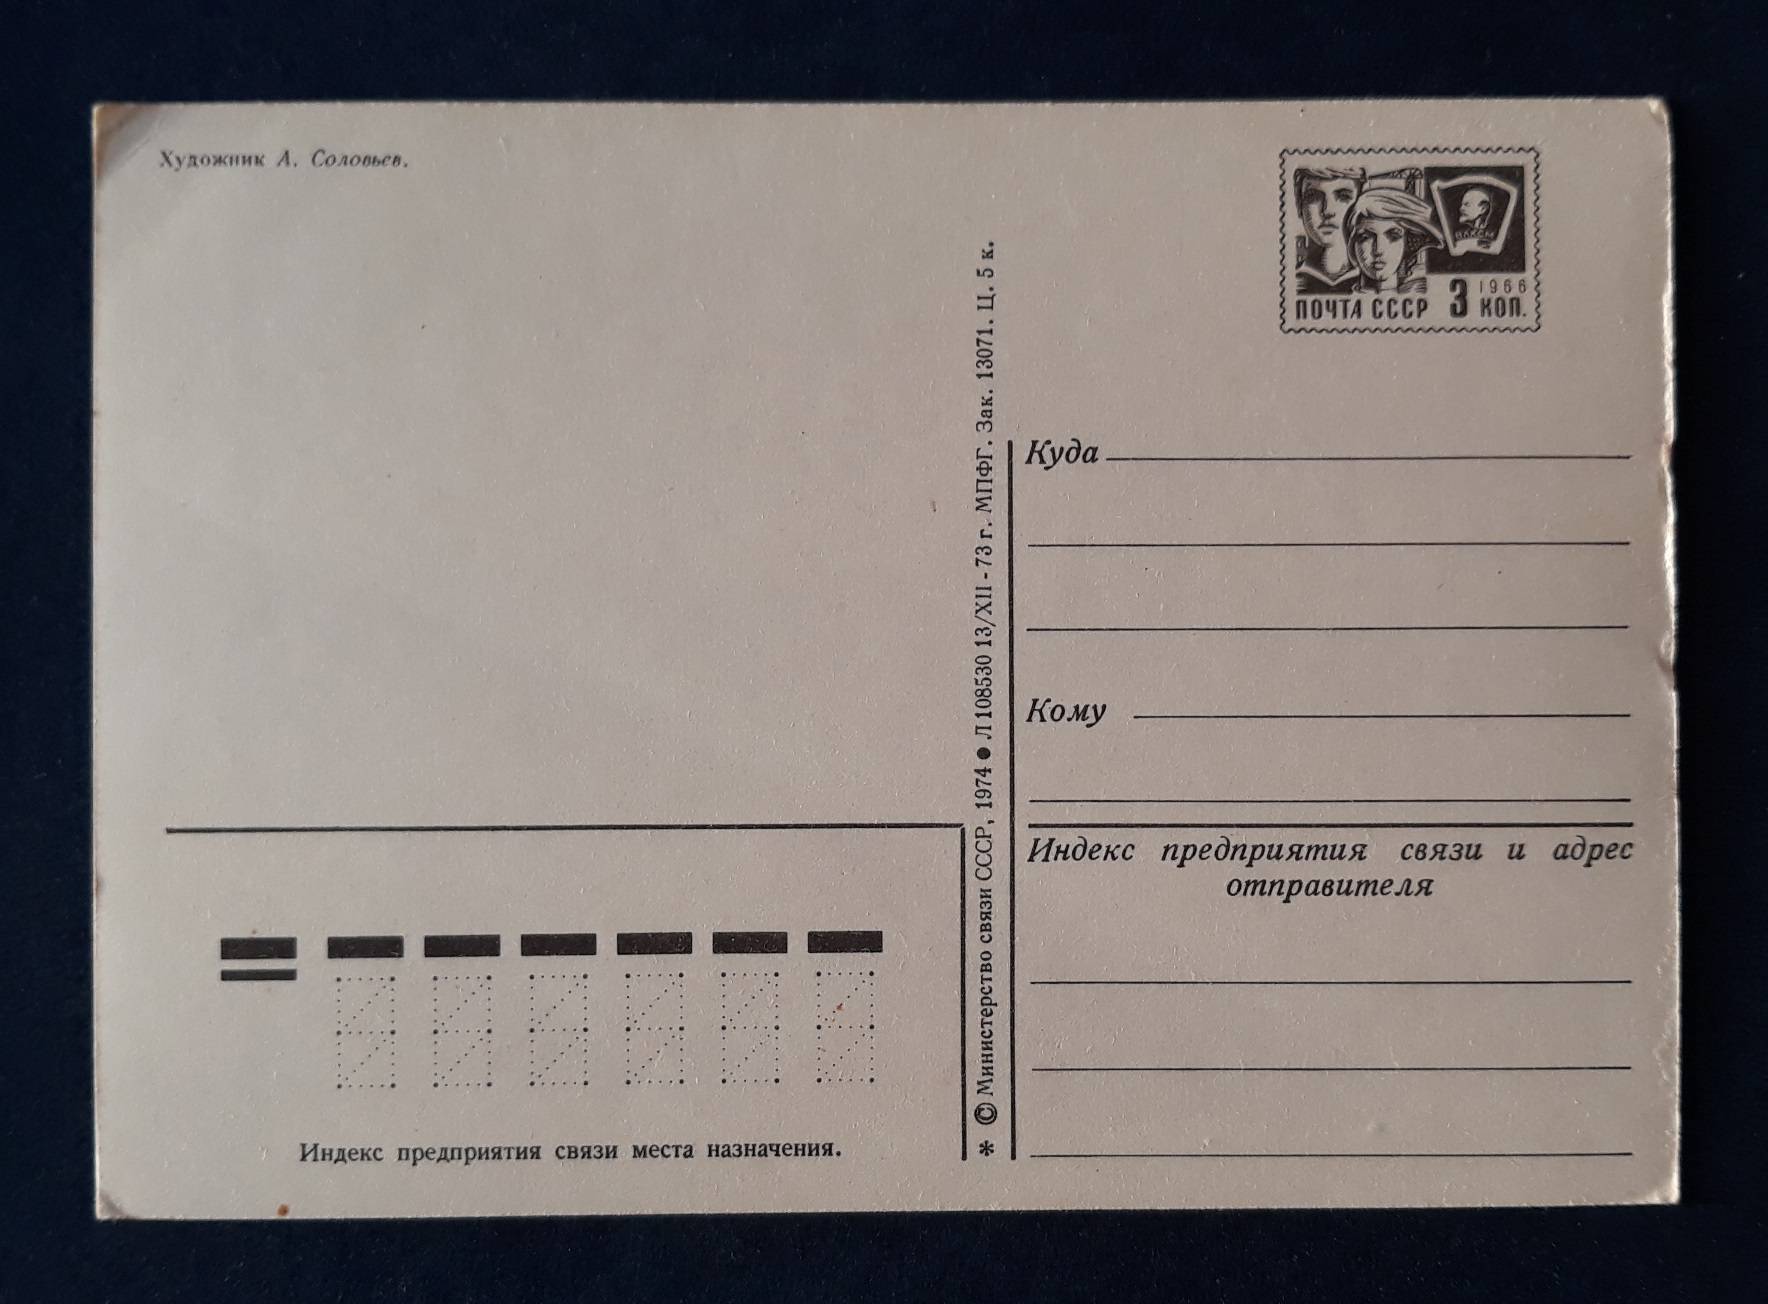 Художник А. Соловьев.
ВЛКСМ
1966
ПОЧТА СССР 3 КОП.
Куда
Кому
Индекс предприятия связи и адрес
отправителя
* © Министерство связи СССР, 1974 ● Л 108530 13/XII - 73 г. МПФГ. Зак. 13071. Ц. 5 к.
Индекс предприятия связи места назначения.